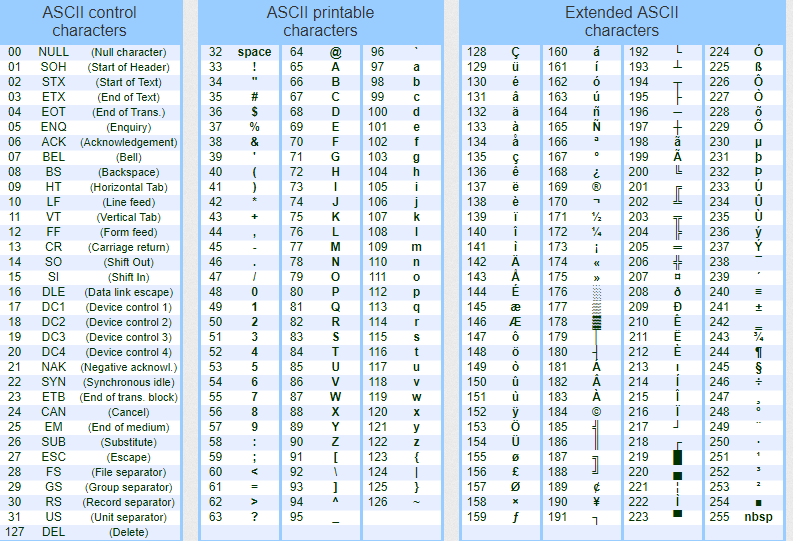 ASCII control
characters
00 NULL (Null character)
01 SOH (Start of Header)
02 STX (Start of Text)
03 ETX (End of Text)
04 EOT (End of Trans.)
05 ENQ (Enquiry)
06 ACK (Acknowledgement)
07 BEL (Bell)
08 BS (Backspace)
09 HT (Horizontal Tab)
10 LF (Line feed)
11 VT (Vertical Tab)
12 FF (Form feed)
13 CR (Carriage return)
14 SO (Shift Out)
15 SI (Shift In)
16 DLE (Data link escape)
17 DC1 (Device control 1)
18 DC2 (Device control 2)
19 DC3 (Device control 3)
20 DC4 (Device control 4)
21 NAK (Negative acknowl.)
22 SYN (Synchronous idle)
23 ETB (End of trans. block)
24 CAN (Cancel)
25 EM (End of medium)
26 SUB (Substitute)
27 ESC (Escape)
28 FS (File separator)
29 GS (Group separator)
30 RS (Record separator)
31 US (Unit separator)
127 DEL (Delete)
ASCII printable
characters
32 space 64 @ 96 `
33 ! 65 A 97 a
34 " 66 B 98 b
35 # 67 C 99 c
36 $ 68 D 100 d
37 % 69 E 101 e
38 & 70 F 102 f
39 ' 71 G 103 g
40 ( 72 H 104 h
41 ) 73 I 105 i
42 * 74 J 106 j
43 + 75 K 107 k
44 , 76 L 108 l
45 - 77 M 109 m
46 . 78 N 110 n
47 / 79 O 111 o
48 0 80 P 112 p
49 1 81 Q 113 q
50 2 82 R 114 r
51 3 83 S 115 s
52 4 84 T 116 t
53 5 85 U 117 u
54 6 86 V 118 v
55 7 87 W 119 w
56 8 88 X 120 x
57 9 89 Y 121 y
58 : 90 Z 122 z
59 ; 91 [ 123 {
60 < 92 \ 124 |
61 = 93 ] 125 }
62 > 94 ^ 126 ~
63 ? 95 _
Extended ASCII
characters
128 Ç 160 á 192 └ 224 Ó
129 ü 161 í 193 ┴ 225 ß
130 é 162 ó 194 ┬ 226 Ô
131 â 163 ú 195 ├ 227 Ò
132 ä 164 ñ 196 ─ 228 õ
133 à 165 Ñ 197 ┼ 229 Õ
134 å 166 ª 198 ã 230 µ
135 ç 167 º 199 Ã 231 þ
136 ê 168 ¿ 200 ╚ 232 Þ
137 ë 169 ® 201 ╔ 233 Ú
138 è 170 ¬ 202 ╩ 234 Û
139 ï 171 ½ 203 ╦ 235 Ù
140 î 172 ¼ 204 ╠ 236 ý
141 ì 173 ¡ 205 ═ 237 Ý
142 Ä 174 « 206 ╬ 238 ¯
143 Å 175 » 207 ¤ 239 ´
144 É 176 ░ 208 ð 240 ≡
145 æ 177 ▒ 209 Ð 241 ±
146 Æ 178 ▓ 210 Ê 242 ‗
147 ô 179 │ 211 Ë 243 ¾
148 ö 180 ┤ 212 È 244 ¶
149 ò 181 Á 213 ı 245 §
150 û 182 Â 214 Í 246 ÷
151 ù 183 À 215 Î 247 ¸
152 ÿ 184 © 216 Ï 248 °
153 Ö 185 ╣ 217 ┘ 249 ¨
154 Ü 186 ║ 218 ┌ 250 ·
155 ø 187 ╗ 219 █ 251 ¹
156 £ 188 ╝ 220 ▄ 252 ³
157 Ø 189 ¢ 221 ¦ 253 ²
158 × 190 ¥ 222 Ì 254 ■
159 ƒ 191 ┐ 223 ▀ 255 nbsp